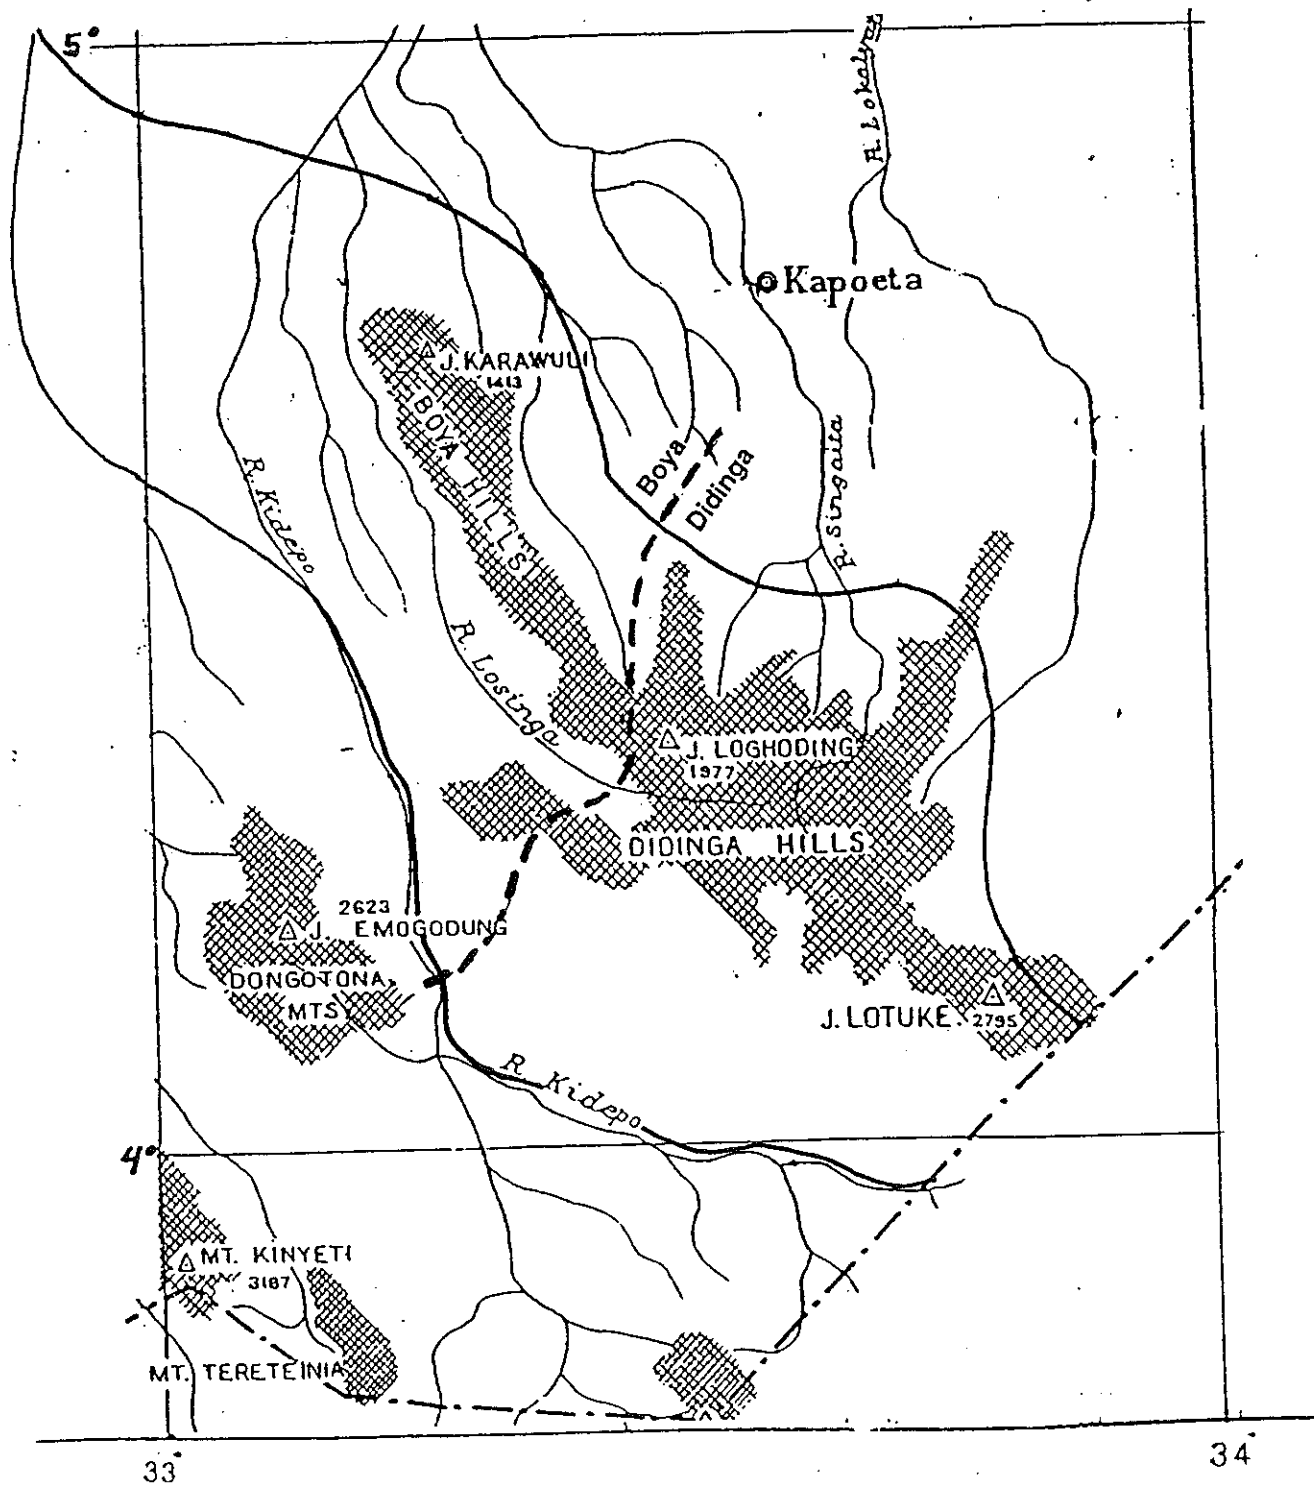 5°
R. Lokalyan
Kapoeta
J. KARAWULI
1413
BOYA HILLS
Boya
Didinga
R. Singaita
R. Kidepo
R. Losinga
J. LOGHODING
1977
DIDINGA HILLS
2623
J. EMOGODUNG
DONGOTONA
MTS
J. LOTUKE
2795
R. Kidepo
4°
MT. KINYETI
3187
MT. TERETEINIA
33°
34°